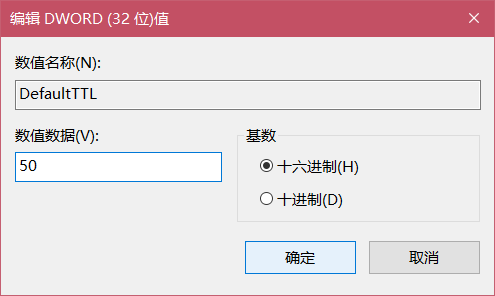 编辑 DWORD (32 位)值
数值名称(N):
DefaultTTL
数值数据(V):
50
基数
十六进制(H)
十进制(D)
确定
取消